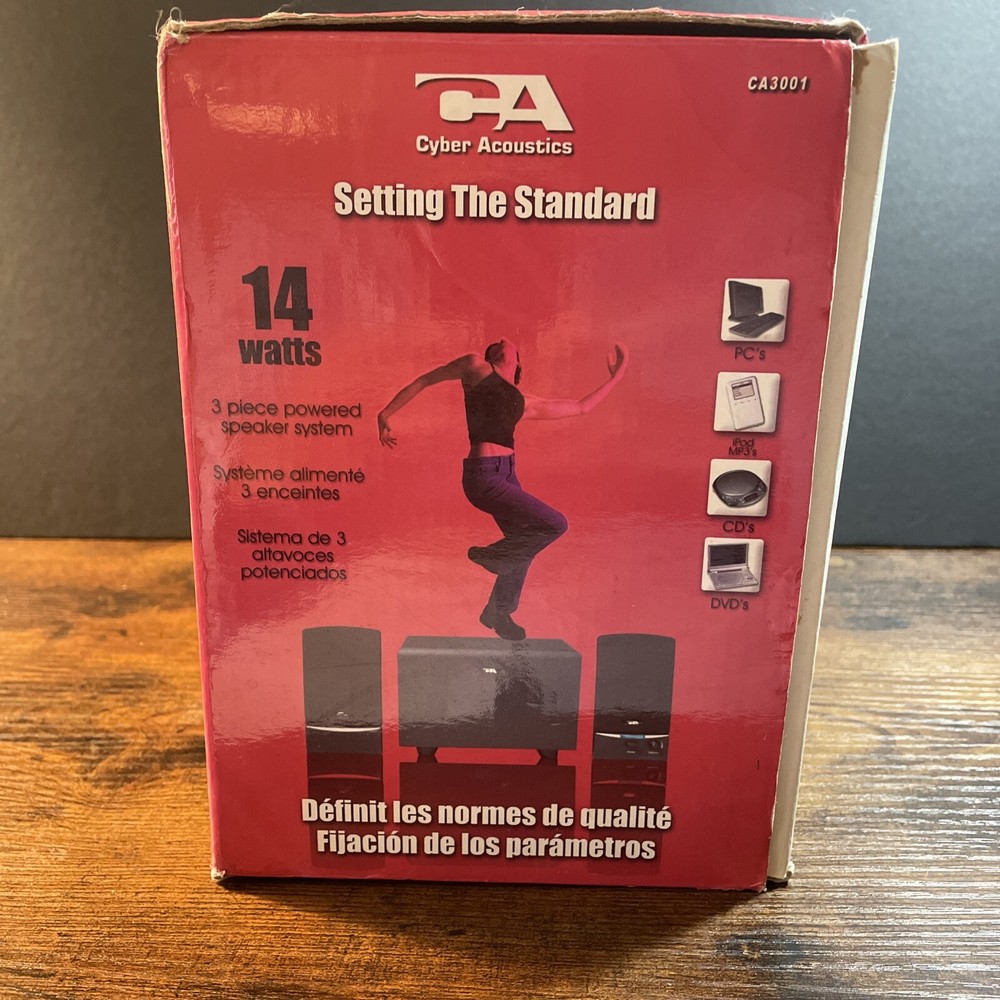 CA
Cyber Acoustics
CA3001
Setting The Standard
14
watts
3 piece powered
speaker system
Système alimenté
3 enceintes
Sistema de 3
altavoces
potenciados
PC's
iPod
MP3's
CD's
DVD's
Définit les normes de qualité
Fijación de los parámetros